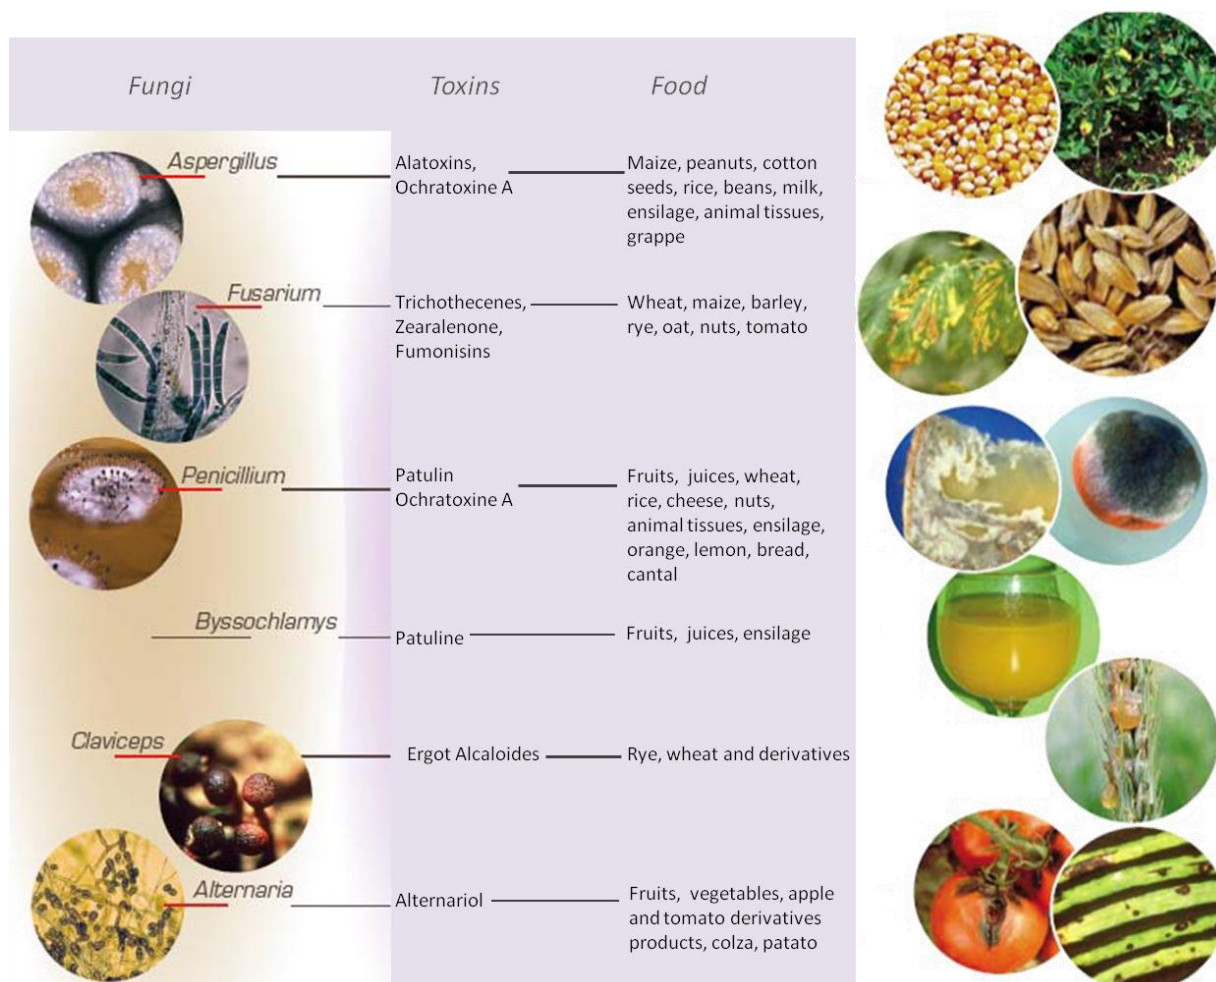 Fungi Toxins Food
Aspergillus
Alatoxins,
Ochratoxine A
Maize, peanuts, cotton
seeds, rice, beans, milk,
ensilage, animal tissues,
grappe
Fusarium
Trichothecenes,
Zearalenone,
Fumonisins
Wheat, maize, barley,
rye, oat, nuts, tomato
Penicillium
Patulin
Ochratoxine A
Fruits, juices, wheat,
rice, cheese, nuts,
animal tissues, ensilage,
orange, lemon, bread,
cantal
Byssochlamys
Patuline
Fruits, juices, ensilage
Claviceps
Ergot Alcaloides
Rye, wheat and derivatives
Alternaria
Alternariol
Fruits, vegetables, apple
and tomato derivatives
products, colza, patato